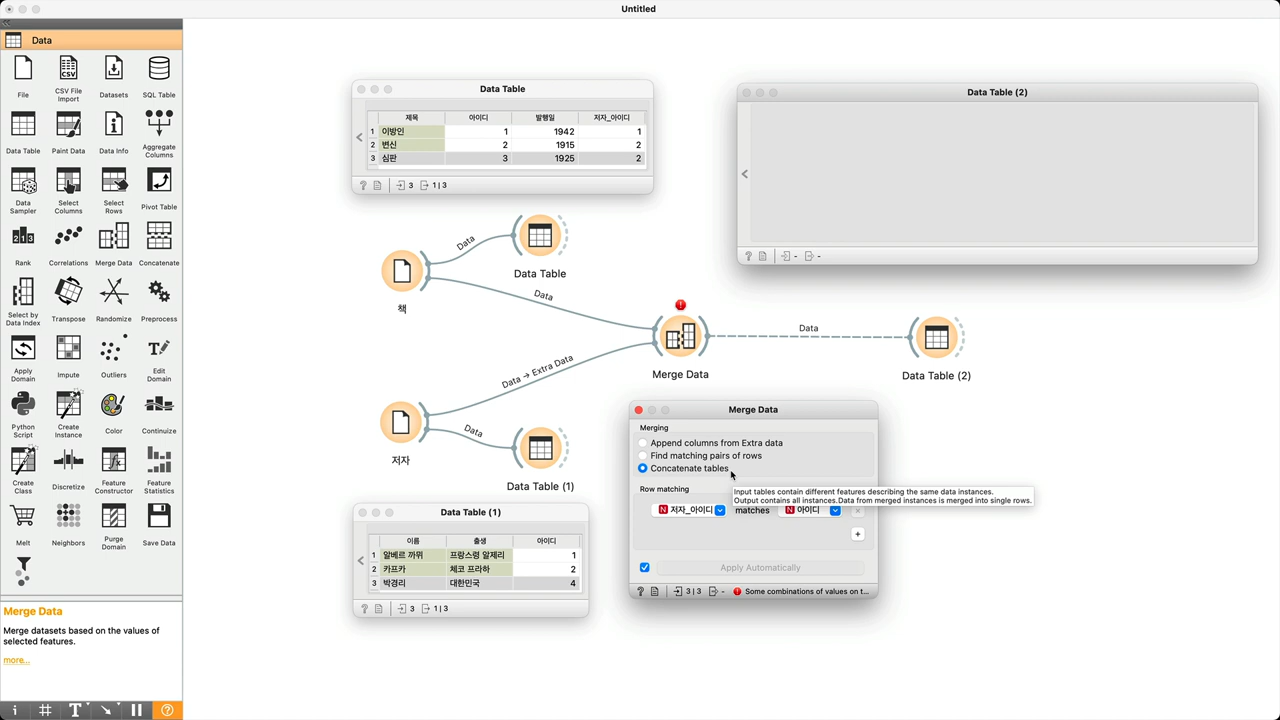 Untitled
Data
File
CSV File
Import
Datasets
SQL Table
Data Table
Paint Data
Data Info
Aggregate
Columns
Data
Sampler
Select
Columns
Select
Rows
Pivot Table
Rank
Correlations
Merge Data
Concatenate
Select by
Data Index
Transpose
Randomize
Preprocess
Apply
Domain
Impute
Outliers
Edit
Domain
Python
Script
Create
Instance
Color
Continuize
Create
Class
Discretize
Feature
Constructor
Feature
Statistics
Melt
Neighbors
Purge
Domain
Save Data
Merge Data
Merge datasets based on the values of
selected features.
more...
Data Table
제목 아이디 발행일 저자_아이디
1 이방인 1 1942 1
2 변신 2 1915 2
3 심판 3 1925 2
? 3 1|3
Data Table (2)
? - -
Data
Data Table
책
Data
Data → Extra Data
저자
Data
Data Table (1)
Merge Data
Data
Data Table (2)
Data Table (1)
이름 출생 아이디
1 알베르 까뮈 프랑스령 알제리 1
2 카프카 체코 프라하 2
3 박경리 대한민국 4
? 3 1|3
Merge Data
Merging
Append columns from Extra data
Find matching pairs of rows
Concatenate tables
Input tables contain different features describing the same data instances.
Output contains all instances.Data from merged instances is merged into single rows.
Row matching
N 저자_아이디 matches N 아이디 ×
+
Apply Automatically
? 3|3 - Some combinations of values on t...